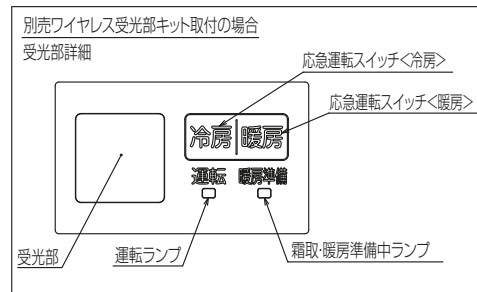 別売ワイヤレス受光部キット取付の場合
受光部詳細
応急運転スイッチ<冷房>
応急運転スイッチ<暖房>
冷房 暖房
運転 暖房準備
受光部
運転ランプ
霜取・暖房準備中ランプ